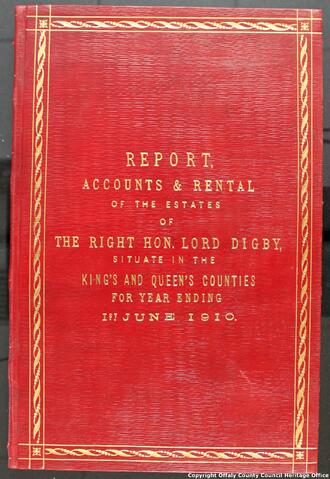 REPORT,
ACCOUNTS & RENTAL
OF THE ESTATES
OF
THE RIGHT HON. LORD DIGBY,
SITUATE IN THE
KING'S AND QUEEN'S COUNTIES
FOR YEAR ENDING
1ST JUNE 1910.
Copyright Offaly County Council Heritage Office